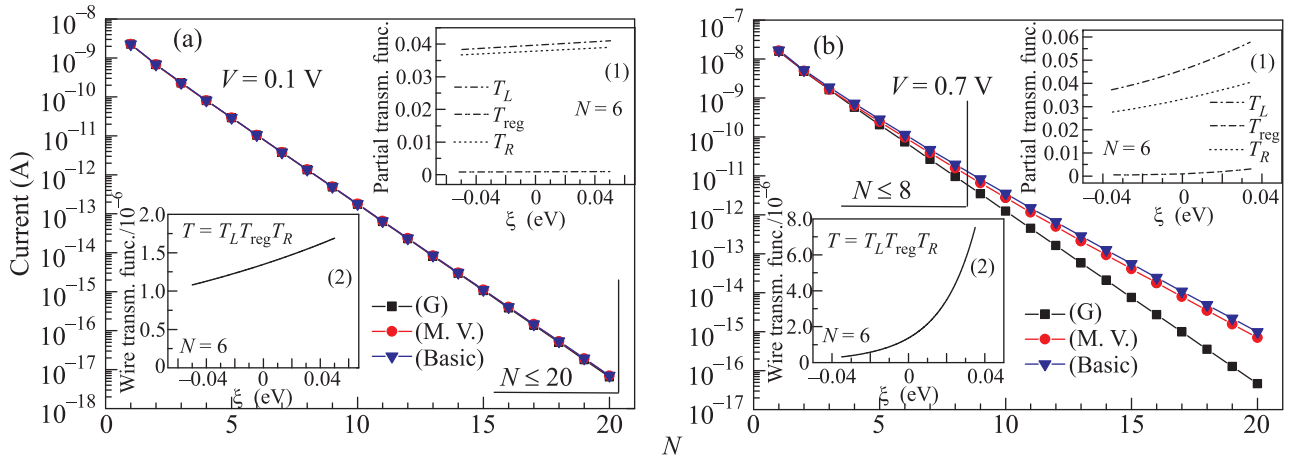 (a)
V = 0.1 V
Current (A)
10⁻⁸
10⁻⁹
10⁻¹⁰
10⁻¹¹
10⁻¹²
10⁻¹³
10⁻¹⁴
10⁻¹⁵
10⁻¹⁶
10⁻¹⁷
10⁻¹⁸
0 5 10 15 20
Partial transm. func.
0.04
0.03
0.02
0.01
0
(1)
T_L
T_reg
T_R
N = 6
−0.04 0 0.04
ξ (eV)
Wire transm. func./10⁻⁶
2.0
1.5
1.0
0.5
0
T = T_L T_reg T_R
(2)
N = 6
−0.04 0 0.04
ξ (eV)
(G)
(M. V.)
(Basic)
N ≤ 20
(b)
V = 0.7 V
10⁻⁷
10⁻⁸
10⁻⁹
10⁻¹⁰
10⁻¹¹
10⁻¹²
10⁻¹³
10⁻¹⁴
10⁻¹⁵
10⁻¹⁶
10⁻¹⁷
0 5 10 15 20
N ≤ 8
Partial transm. func.
0.06
0.05
0.04
0.03
0.02
0.01
0
(1)
T_L
T_reg
T_R
N = 6
−0.04 0 0.04
ξ (eV)
Wire transm. func./10⁻⁶
8.0
6.0
4.0
2.0
0
T = T_L T_reg T_R
(2)
N = 6
−0.04 0 0.04
ξ (eV)
(G)
(M. V.)
(Basic)
N